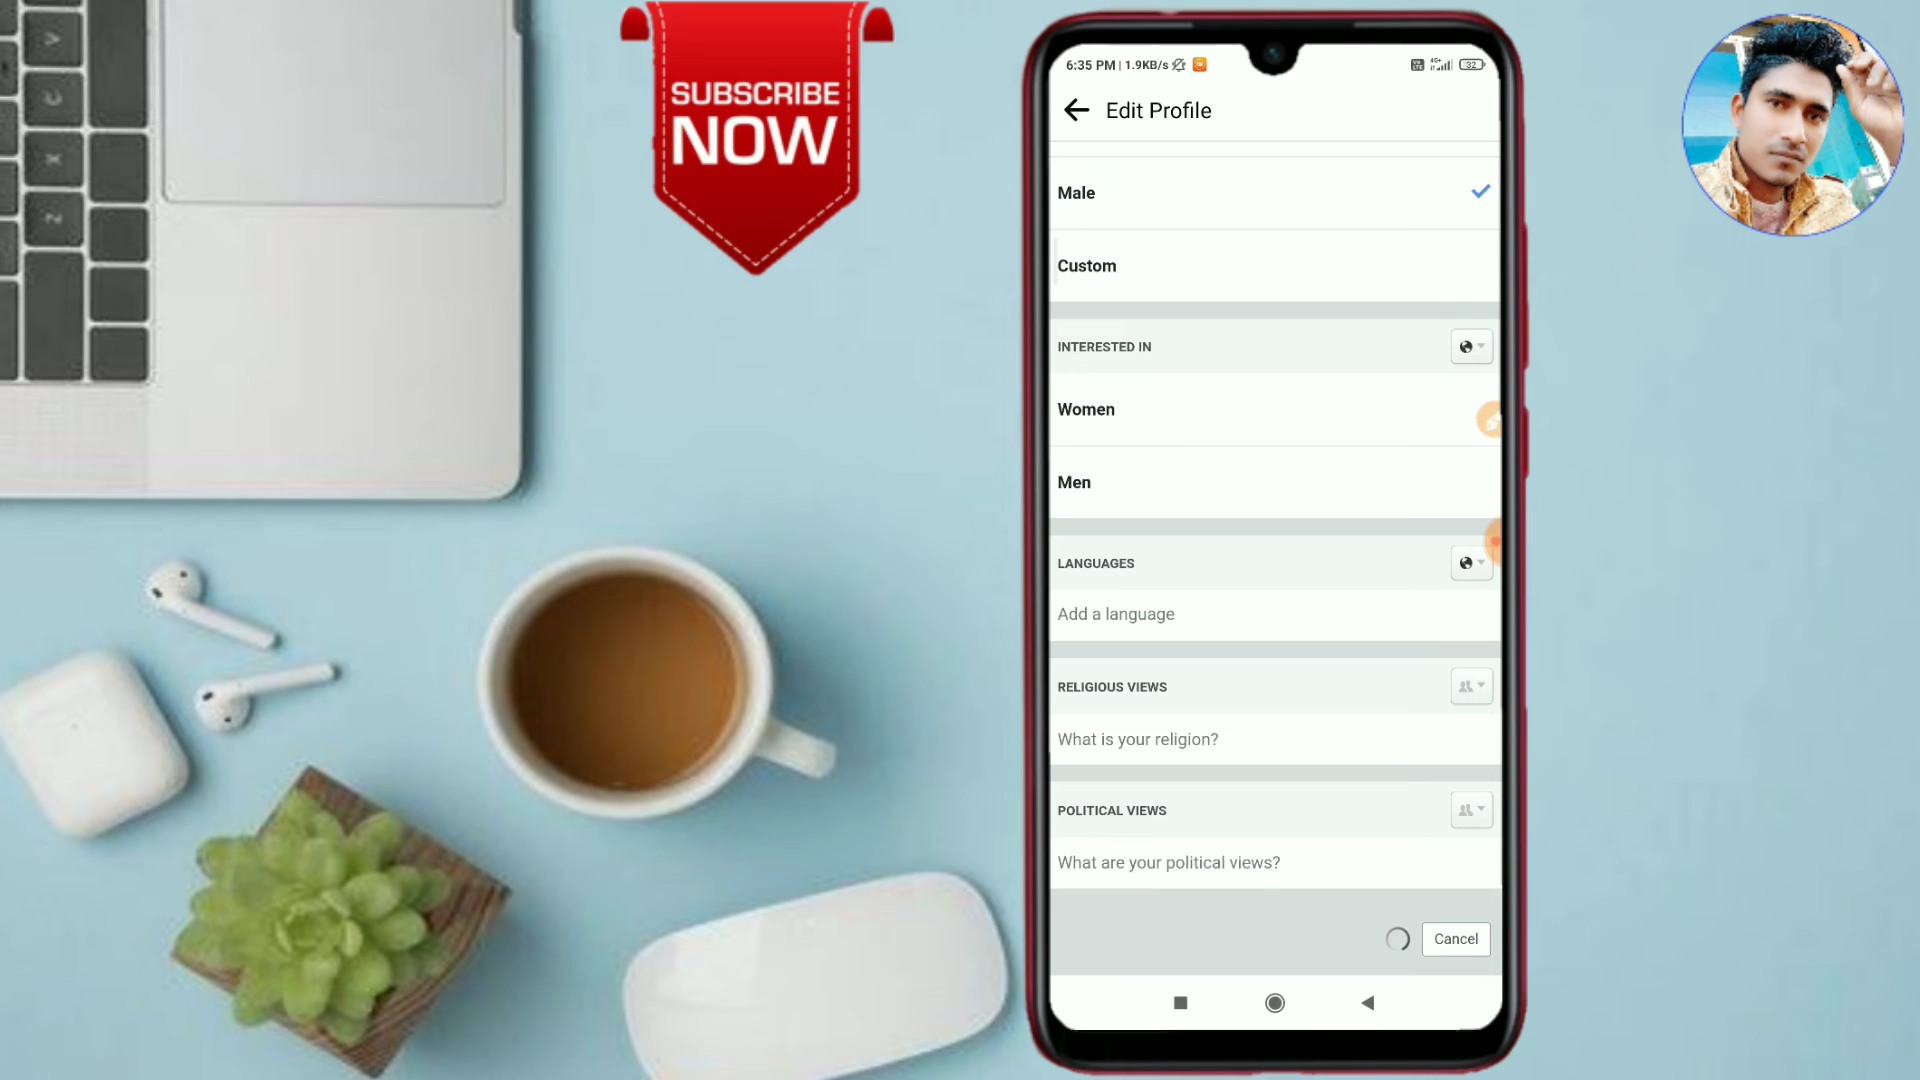 SUBSCRIBE
NOW
6:35 PM | 1.9KB/s
32
Edit Profile
Male
Custom
INTERESTED IN
Women
Men
LANGUAGES
Add a language
RELIGIOUS VIEWS
What is your religion?
POLITICAL VIEWS
What are your political views?
Cancel
V
C
X
Z